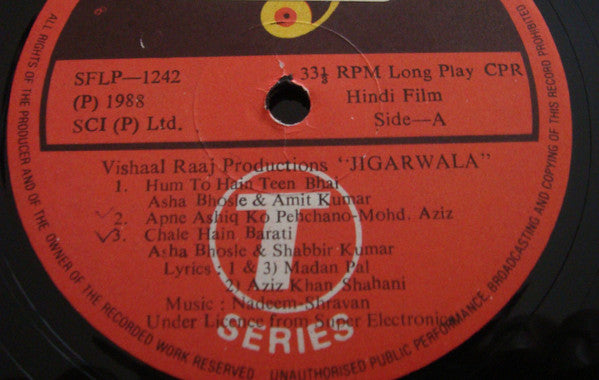 SFLP—1242
33⅓ RPM Long Play CPR
(P) 1988
Hindi Film
SCI (P) Ltd.
Side—A
Vishaal Raaj Productions "JIGARWALA"
1. Hum To Hain Teen Bhai
Asha Bhosle & Amit Kumar
2. Apne Ashiq Ko Pehchano-Mohd. Aziz
3. Chale Hain Barati
Asha Bhosle & Shabbir Kumar
Lyrics : 1 & 3) Madan Pal
2) Aziz Khan Shahani
Music : Nadeem-Shravan
Under Licence from Super Electronics
T
SERIES
ALL RIGHTS OF THE PRODUCER AND OF THE OWNER OF THE RECORDED WORK RESERVED. UNAUTHORISED PUBLIC PERFORMANCE, BROADCASTING AND COPYING OF THIS RECORD PROHIBITED